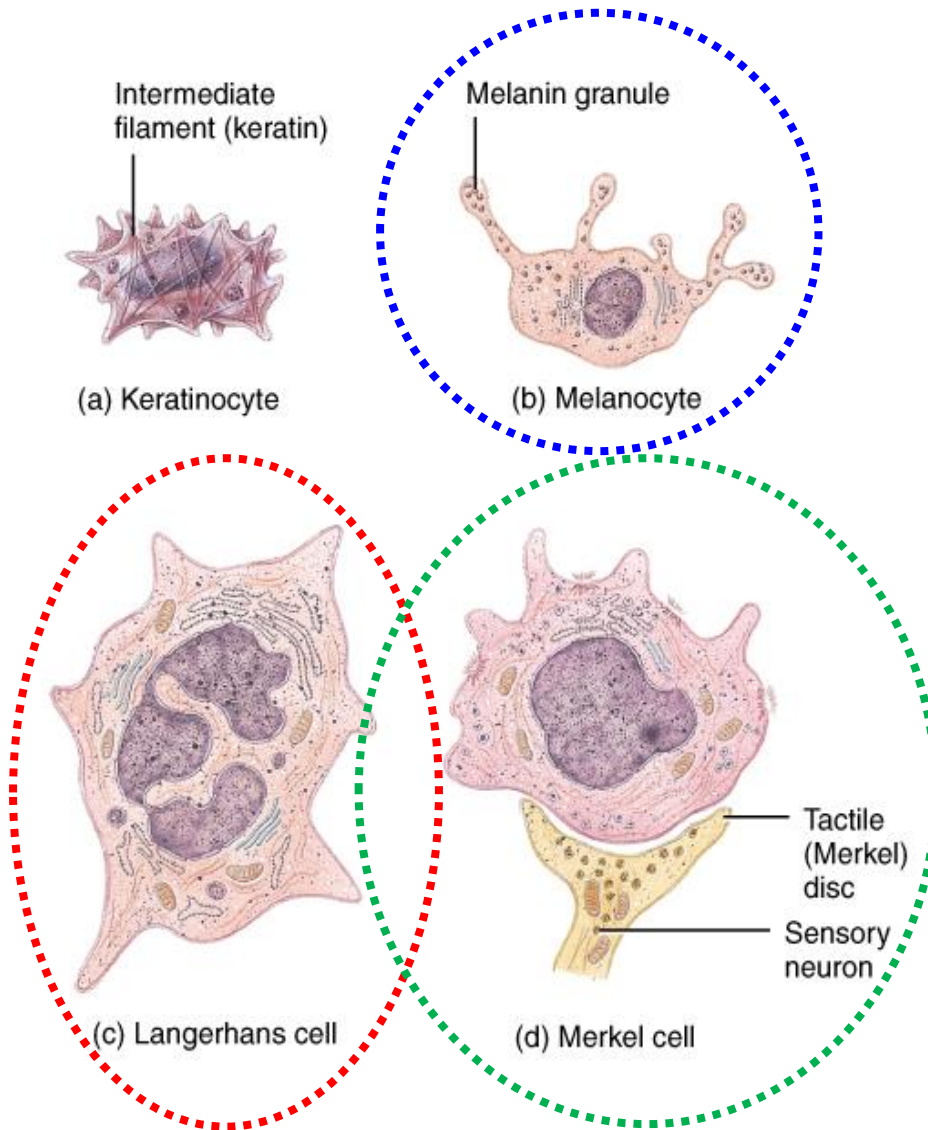 Intermediate
filament (keratin)
Melanin granule
(a) Keratinocyte
(b) Melanocyte
Tactile
(Merkel)
disc
Sensory
neuron
(c) Langerhans cell
(d) Merkel cell